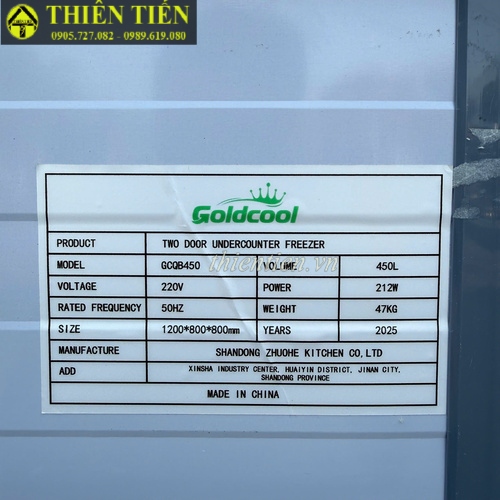 THIÊN TIẾN
0905.727.082 - 0989.619.080
Goldcool
PRODUCT TWO DOOR UNDERCOUNTER FREEZER
MODEL GCQB450 VOLUME 450L
thientien.vn
VOLTAGE 220V POWER 212W
RATED FREQUENCY 50HZ WEIGHT 47KG
SIZE 1200*800*800mm YEARS 2025
MANUFACTURE SHANDONG ZHUOHE KITCHEN CO,LTD
ADD XINSHA INDUSTRY CENTER, HUAIYIN DISTRICT, JINAN CITY,
SHANDONG PROVINCE
MADE IN CHINA